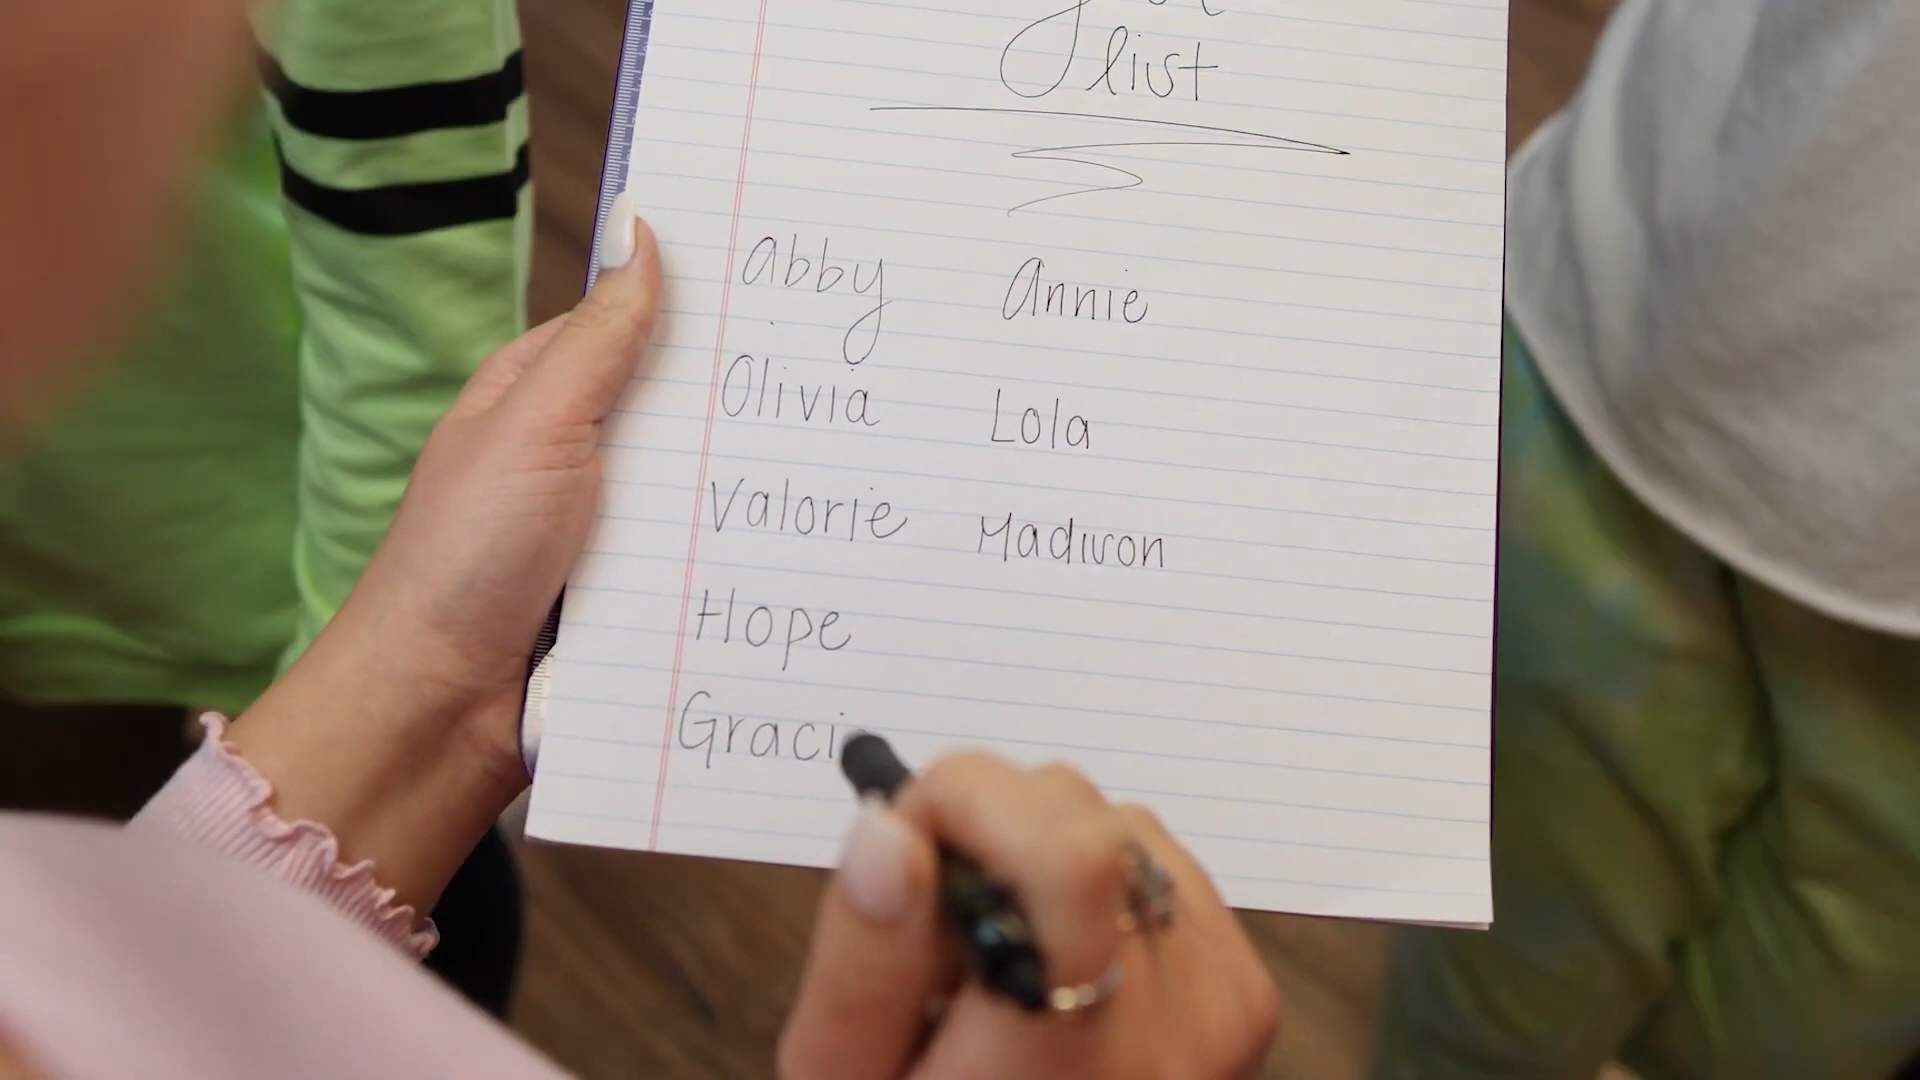 list
abby annie
Olivia Lola
Valorie Madison
Hope
Graci